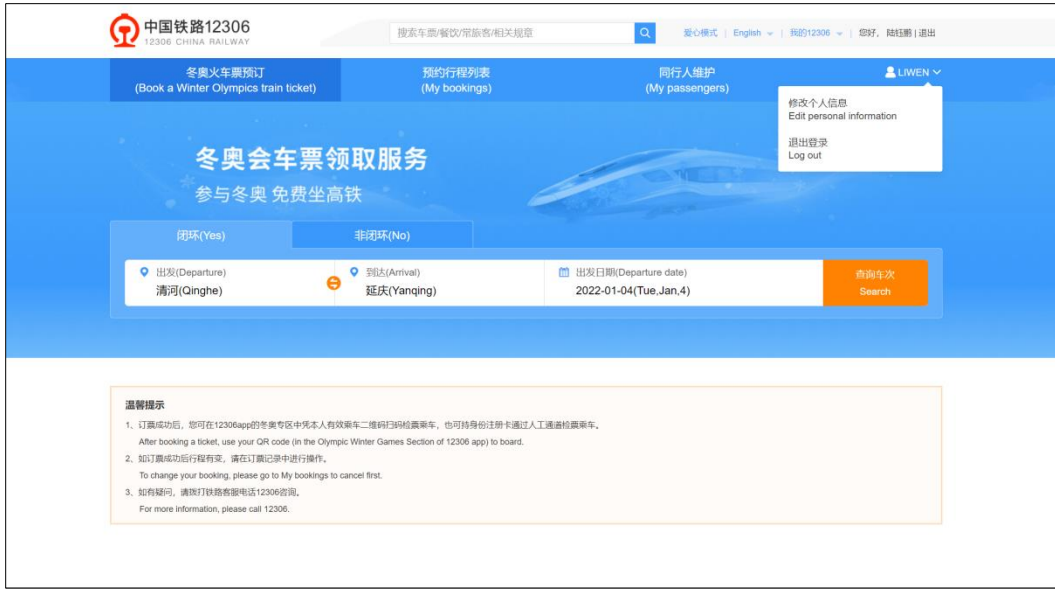 中国铁路12306
12306 CHINA RAILWAY
搜索车票/餐饮/常旅客/相关规章
爱心模式 | English | 我的12306 | 您好，陆钰鹏 | 退出
冬奥火车票预订
(Book a Winter Olympics train ticket)
预约行程列表
(My bookings)
同行人维护
(My passengers)
LIWEN
修改个人信息
Edit personal information
退出登录
Log out
冬奥会车票领取服务
参与冬奥 免费坐高铁
闭环(Yes)
非闭环(No)
出发(Departure)
清河(Qinghe)
到达(Arrival)
延庆(Yanqing)
出发日期(Departure date)
2022-01-04(Tue,Jan,4)
查询车次
Search
温馨提示
1、订票成功后，您可在12306app的冬奥专区中凭本人有效乘车二维码扫码检票乘车，也可持身份注册卡通过人工通道检票乘车。
After booking a ticket, use your QR code (in the Olympic Winter Games Section of 12306 app) to board.
2、如订票成功后行程有变，请在订票记录中进行操作。
To change your booking, please go to My bookings to cancel first.
3、如有疑问，请拨打铁路客服电话12306咨询。
For more information, please call 12306.